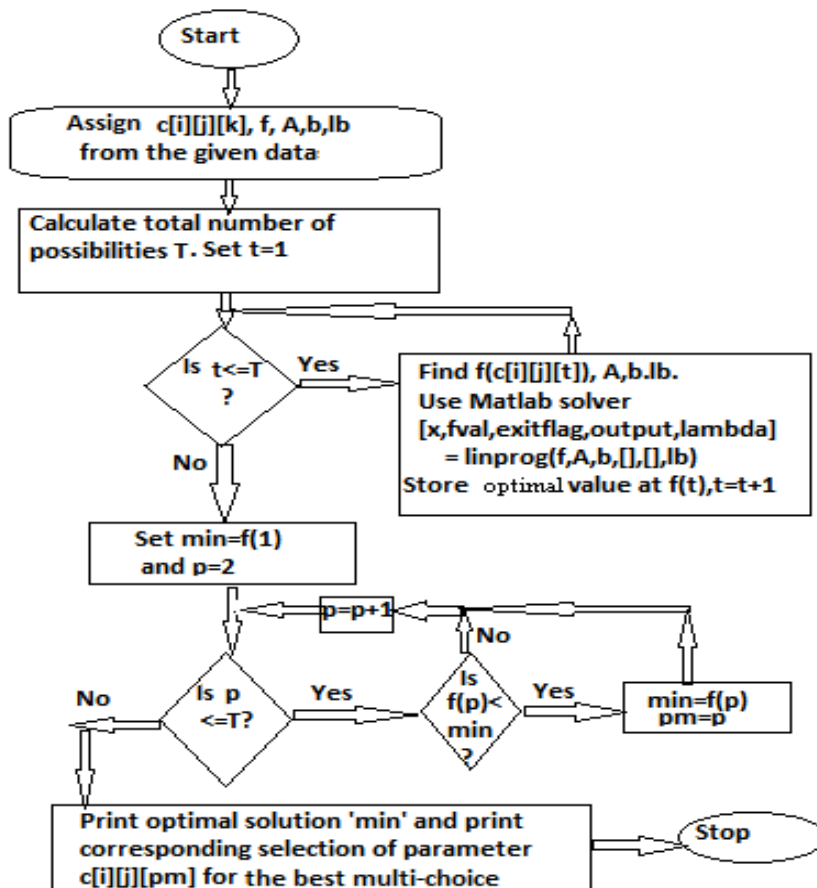 Start
Assign c[i][j][k], f, A,b,lb
from the given data
Calculate total number of
possibilities T. Set t=1
Is t<=T
?
Yes
Find f(c[i][j][t]), A,b.lb.
Use Matlab solver
[x,fval,exitflag,output,lambda]
= linprog(f,A,b,[],[],lb)
Store optimal value at f(t),t=t+1
No
Set min=f(1)
and p=2
p=p+1
No
Is p
<=T?
Yes
Is
f(p)<
min
?
Yes
min=f(p)
pm=p
No
Print optimal solution 'min' and print
corresponding selection of parameter
c[i][j][pm] for the best multi-choice
Stop